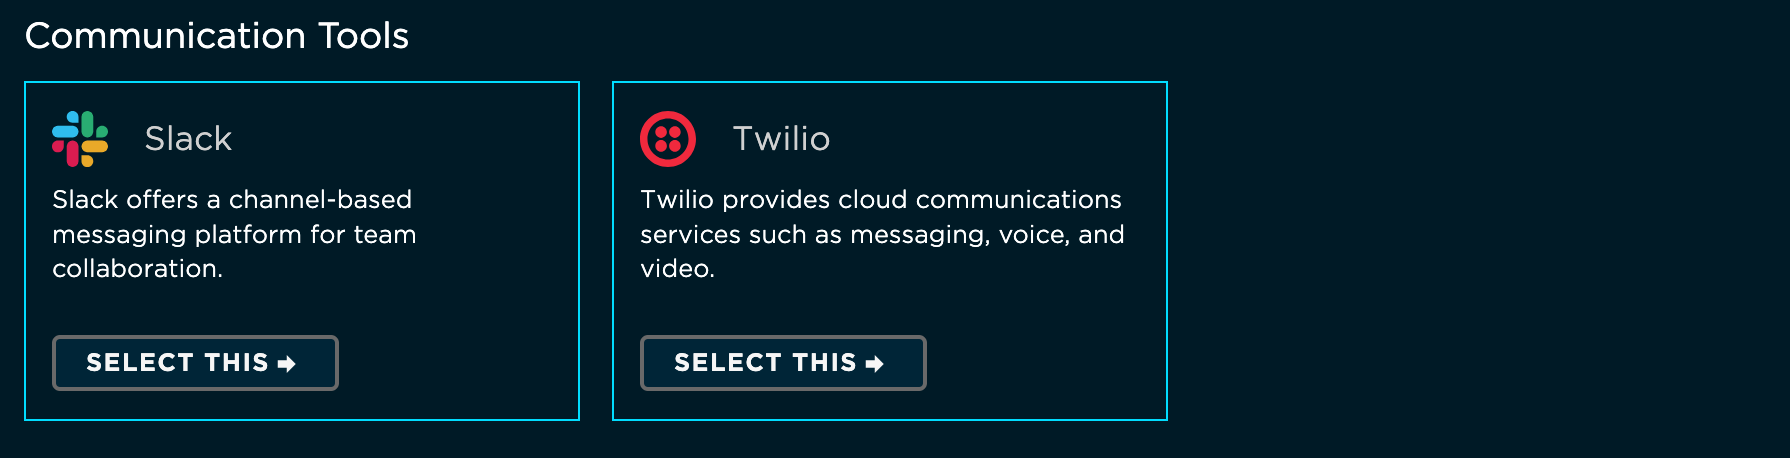 Communication Tools
Slack
Slack offers a channel-based
messaging platform for team
collaboration.
SELECT THIS
Twilio
Twilio provides cloud communications
services such as messaging, voice, and
video.
SELECT THIS